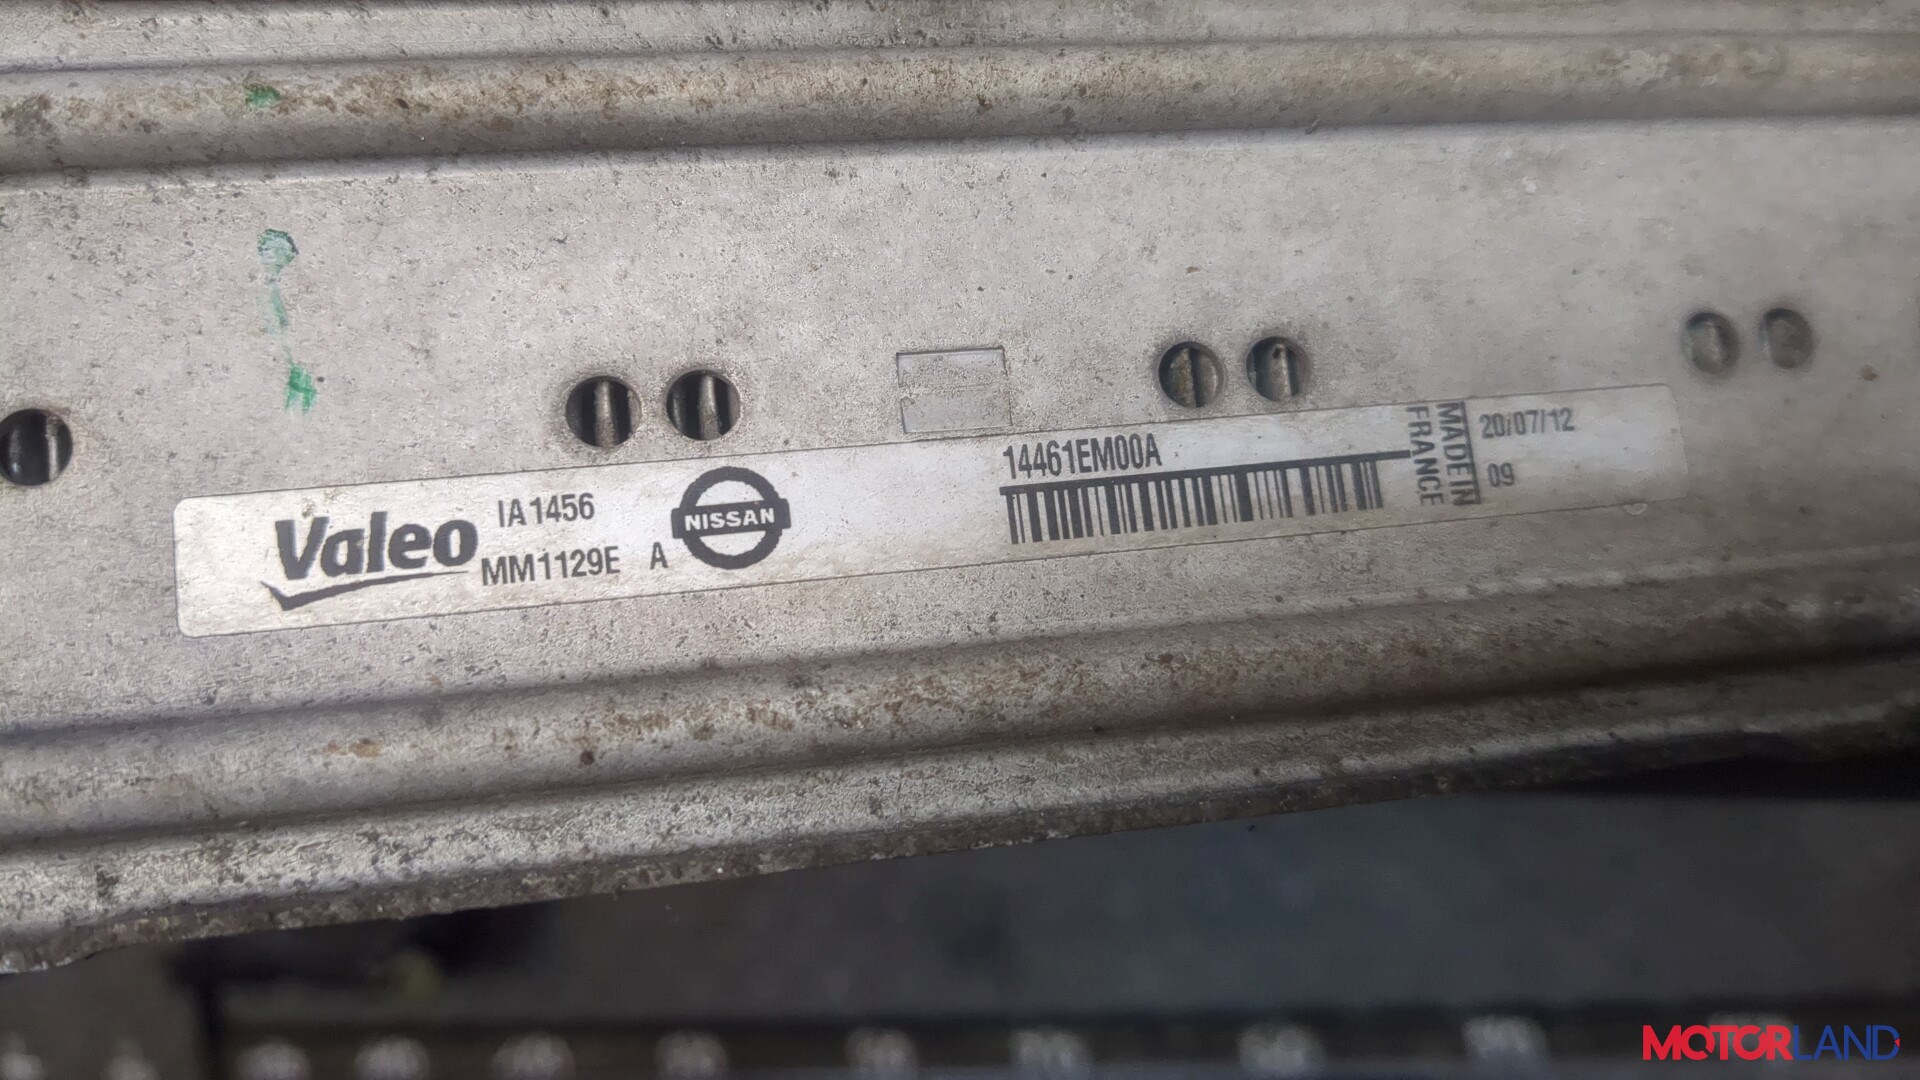 Valeo
IA1456
MM1129E A
NISSAN
14461EM00A
MADE IN
FRANCE
20/07/12
09
MOTORLAND